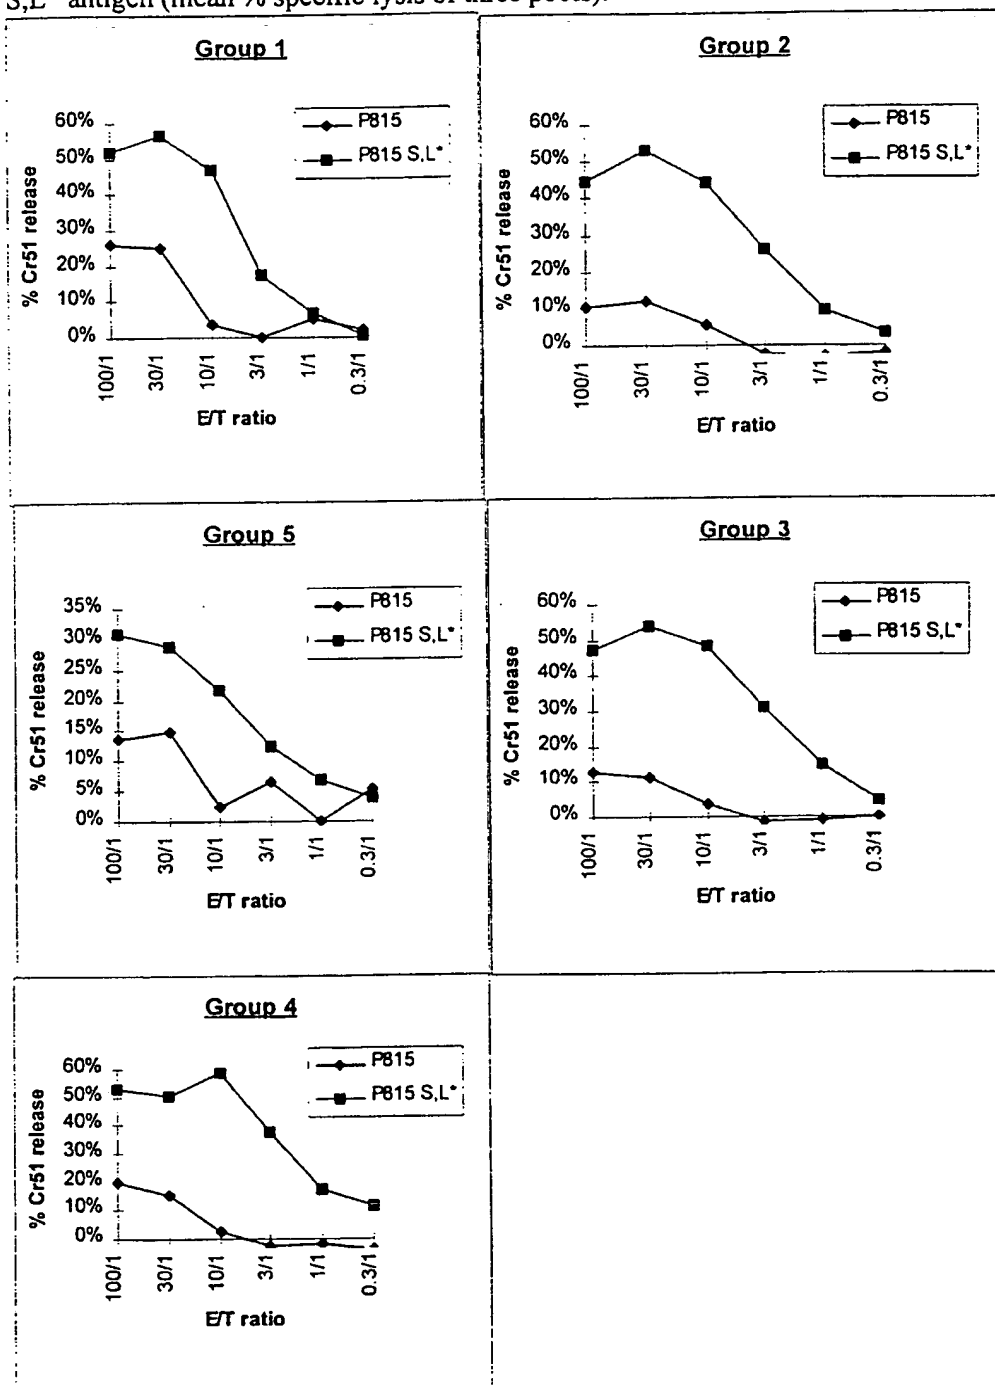 S,L* antigen (mean % specific lysis of three pools).
Group 1
60%
50%
40%
30%
20%
10%
0%
% Cr51 release
P815
P815 S,L*
100/1
30/1
10/1
3/1
1/1
0.3/1
E/T ratio
Group 2
60%
50%
40%
30%
20%
10%
0%
% Cr51 release
P815
P815 S,L*
100/1
30/1
10/1
3/1
1/1
0.3/1
E/T ratio
Group 5
35%
30%
25%
20%
15%
10%
5%
0%
% Cr51 release
P815
P815 S,L*
100/1
30/1
10/1
3/1
1/1
0.3/1
E/T ratio
Group 3
60%
50%
40%
30%
20%
10%
0%
% Cr51 release
P815
P815 S,L*
100/1
30/1
10/1
3/1
1/1
0.3/1
E/T ratio
Group 4
60%
50%
40%
30%
20%
10%
0%
% Cr51 release
P815
P815 S,L*
100/1
30/1
10/1
3/1
1/1
0.3/1
E/T ratio